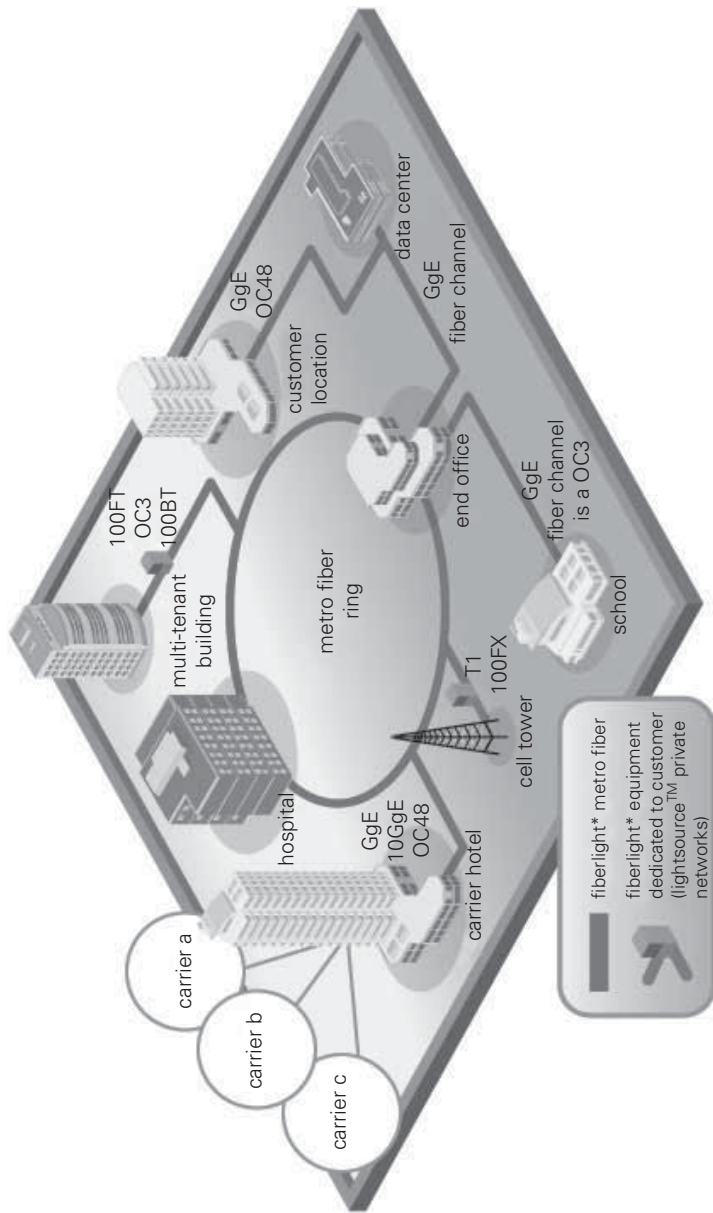 carrier a
carrier b
carrier c
hospital
multi-tenant
building
100FT
OC3
100BT
customer
location
GgE
OC48
data center
GgE
fiber channel
metro fiber
ring
end office
GgE
fiber channel
is a OC3
school
GgE
10GgE
OC48
carrier hotel
T1
100FX
cell tower
fiberlight* metro fiber
fiberlight* equipment
dedicated to customer
(lightsource™ private
networks)